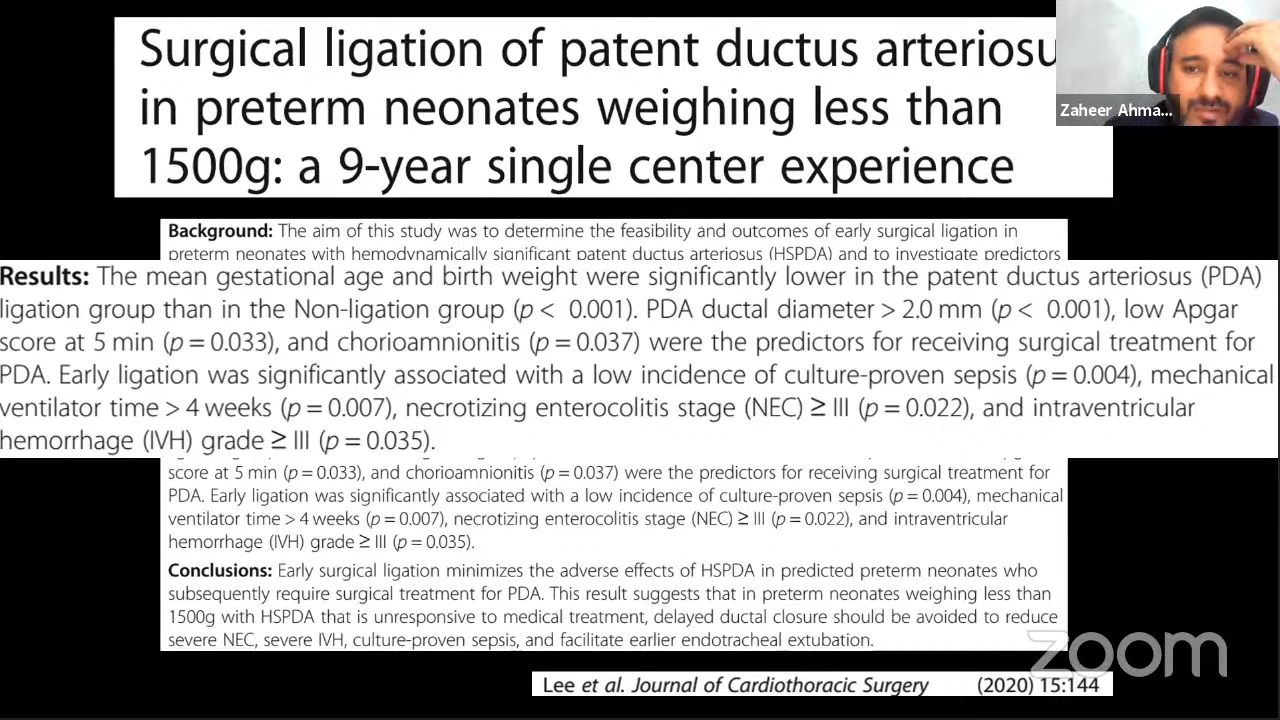 Surgical ligation of patent ductus arteriosu
in preterm neonates weighing less than
1500g: a 9-year single center experience
Zaheer Ahma...
Background: The aim of this study was to determine the feasibility and outcomes of early surgical ligation in
preterm neonates with hemodynamically significant patent ductus arteriosus (HSPDA) and to investigate predictors
Results: The mean gestational age and birth weight were significantly lower in the patent ductus arteriosus (PDA)
ligation group than in the Non-ligation group (p < 0.001). PDA ductal diameter > 2.0 mm (p < 0.001), low Apgar
score at 5 min (p = 0.033), and chorioamnionitis (p = 0.037) were the predictors for receiving surgical treatment for
PDA. Early ligation was significantly associated with a low incidence of culture-proven sepsis (p = 0.004), mechanical
ventilator time > 4 weeks (p = 0.007), necrotizing enterocolitis stage (NEC) ≥ III (p = 0.022), and intraventricular
hemorrhage (IVH) grade ≥ III (p = 0.035).
score at 5 min (p = 0.033), and chorioamnionitis (p = 0.037) were the predictors for receiving surgical treatment for
PDA. Early ligation was significantly associated with a low incidence of culture-proven sepsis (p = 0.004), mechanical
ventilator time > 4 weeks (p = 0.007), necrotizing enterocolitis stage (NEC) ≥ III (p = 0.022), and intraventricular
hemorrhage (IVH) grade ≥ III (p = 0.035).
Conclusions: Early surgical ligation minimizes the adverse effects of HSPDA in predicted preterm neonates who
subsequently require surgical treatment for PDA. This result suggests that in preterm neonates weighing less than
1500g with HSPDA that is unresponsive to medical treatment, delayed ductal closure should be avoided to reduce
severe NEC, severe IVH, culture-proven sepsis, and facilitate earlier endotracheal extubation.
zoom
Lee et al. Journal of Cardiothoracic Surgery (2020) 15:144